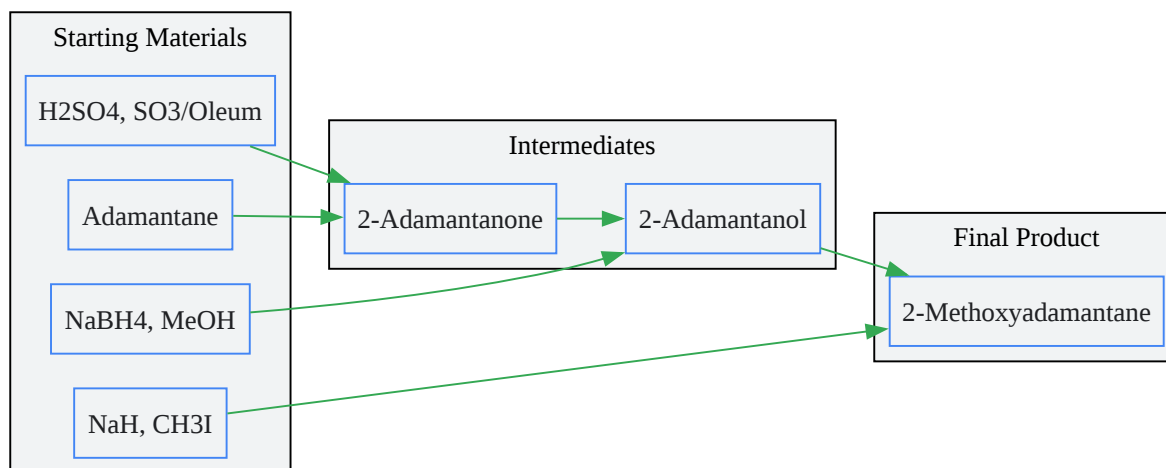 Starting Materials
H2SO4, SO3/Oleum
Adamantane
NaBH4, MeOH
NaH, CH3I
Intermediates
2-Adamantanone
2-Adamantanol
Final Product
2-Methoxyadamantane